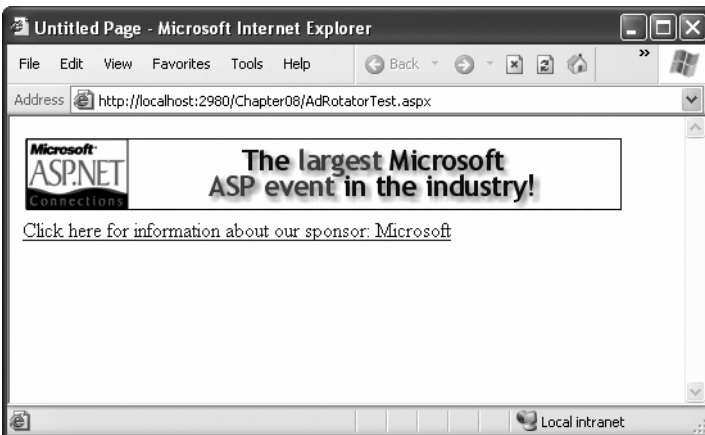 Untitled Page - Microsoft Internet Explorer
File Edit View Favorites Tools Help Back »
Address http://localhost:2980/Chapter08/AdRotatorTest.aspx
Microsoft
ASP.NET
Connections
The largest Microsoft
ASP event in the industry!
Click here for information about our sponsor: Microsoft
Local intranet